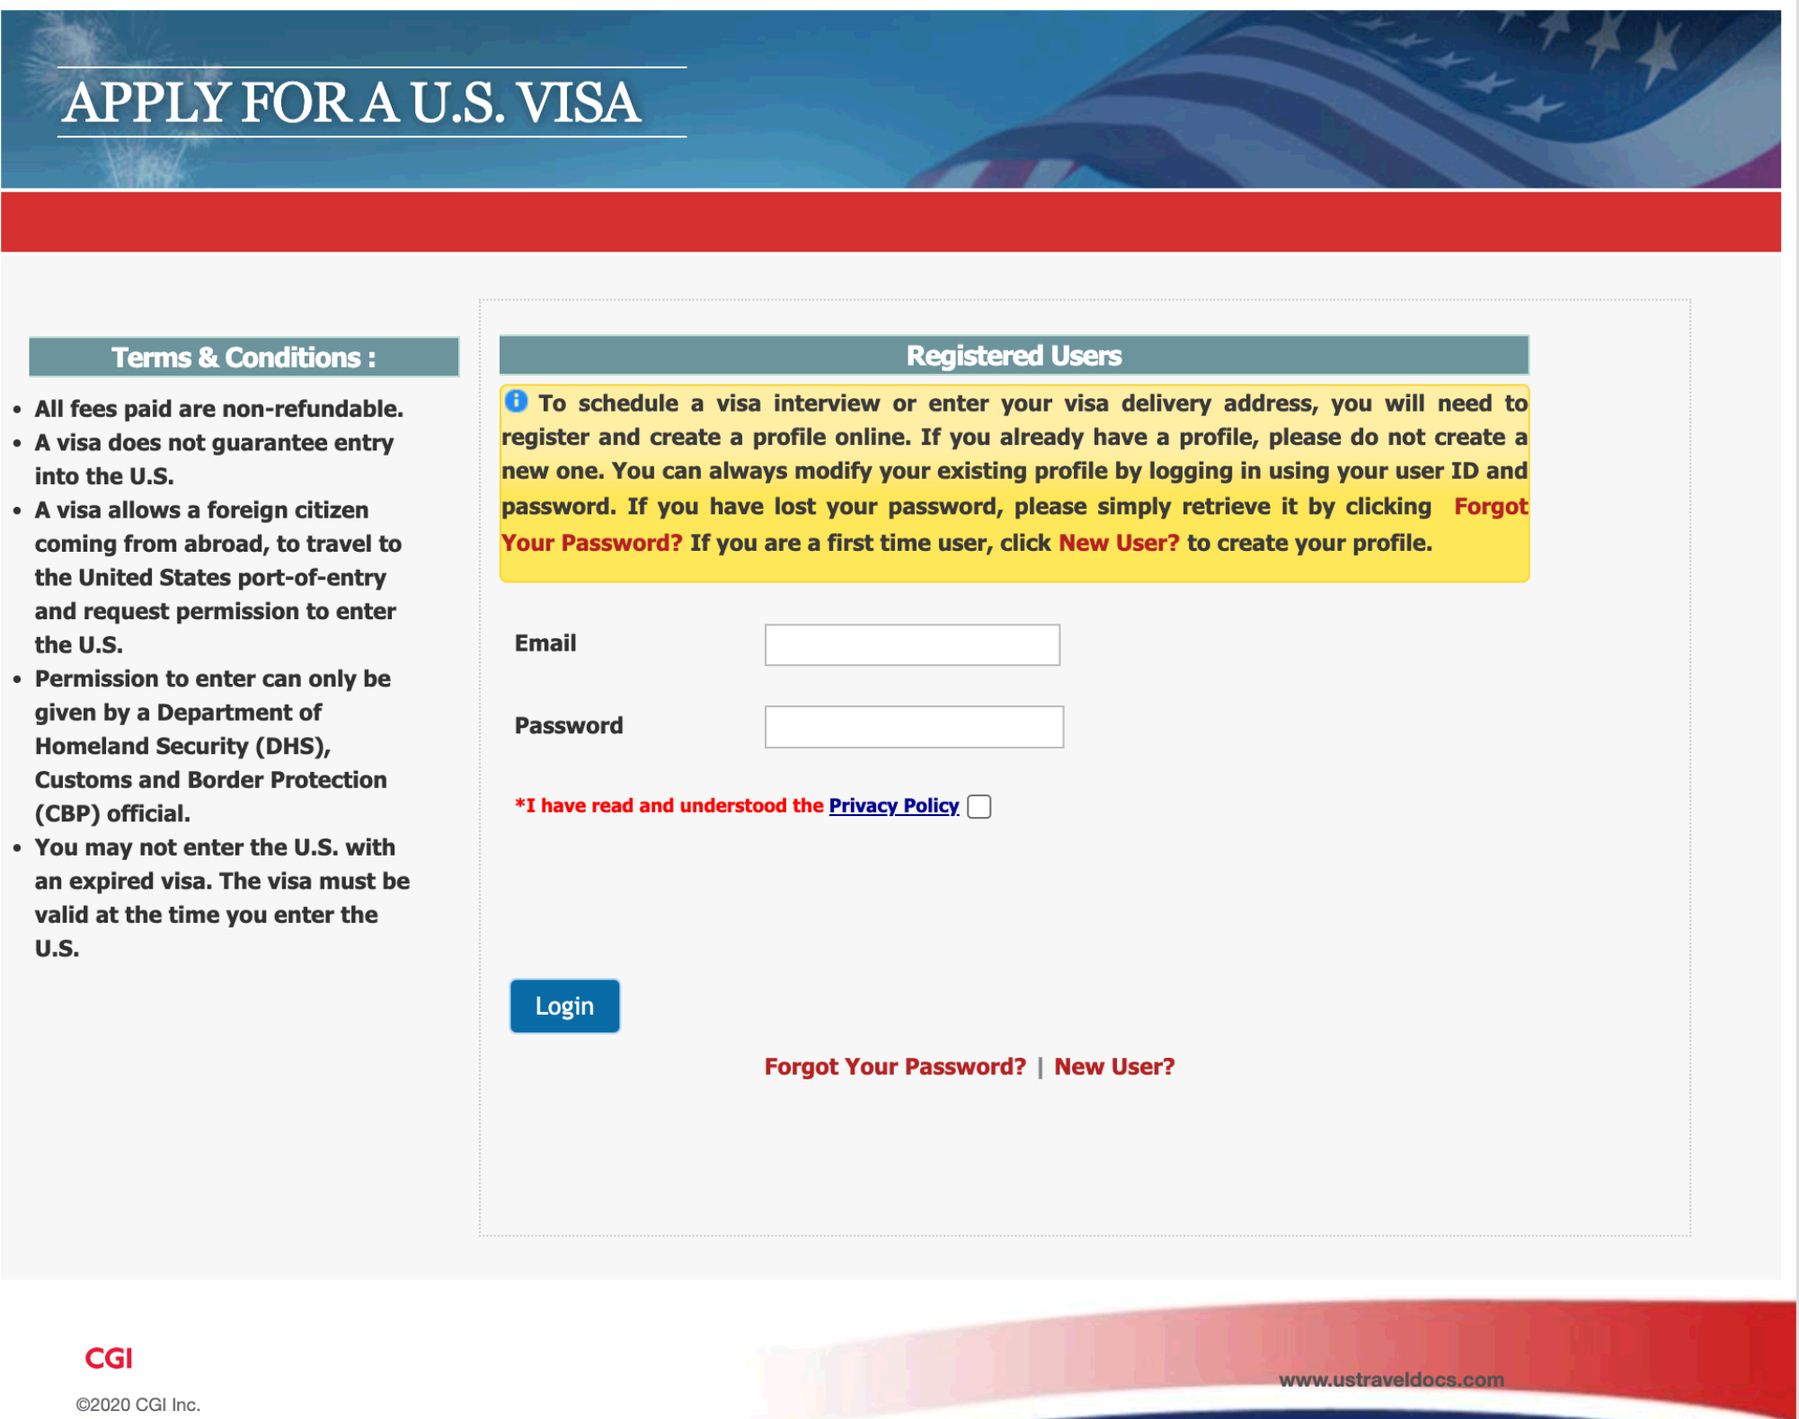 APPLY FOR A U.S. VISA
Terms & Conditions :
• All fees paid are non-refundable.
• A visa does not guarantee entry
into the U.S.
• A visa allows a foreign citizen
coming from abroad, to travel to
the United States port-of-entry
and request permission to enter
the U.S.
• Permission to enter can only be
given by a Department of
Homeland Security (DHS),
Customs and Border Protection
(CBP) official.
• You may not enter the U.S. with
an expired visa. The visa must be
valid at the time you enter the
U.S.
Registered Users
To schedule a visa interview or enter your visa delivery address, you will need to
register and create a profile online. If you already have a profile, please do not create a
new one. You can always modify your existing profile by logging in using your user ID and
password. If you have lost your password, please simply retrieve it by clicking Forgot
Your Password? If you are a first time user, click New User? to create your profile.
Email
Password
*I have read and understood the Privacy Policy
Login
Forgot Your Password? | New User?
CGI
©2020 CGI Inc.
www.ustraveldocs.com